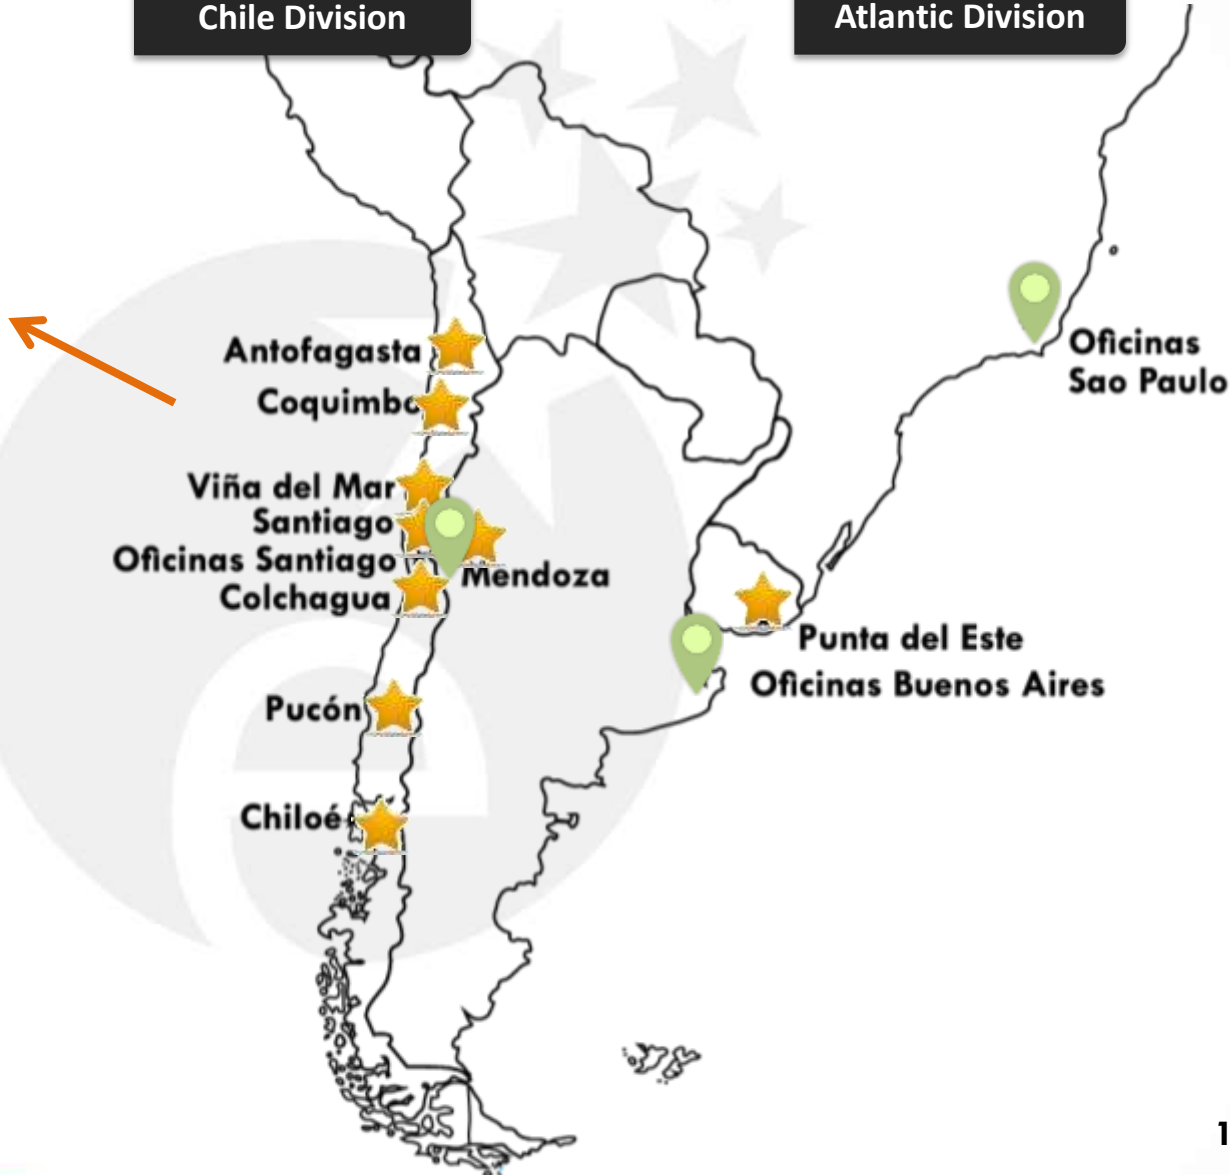 Chile Division
Atlantic Division
Oficinas
Sao Paulo
Antofagasta
Coquimbo
Viña del Mar
Santiago
Oficinas Santiago
Mendoza
Colchagua
Punta del Este
Oficinas Buenos Aires
Pucón
Chiloé
1